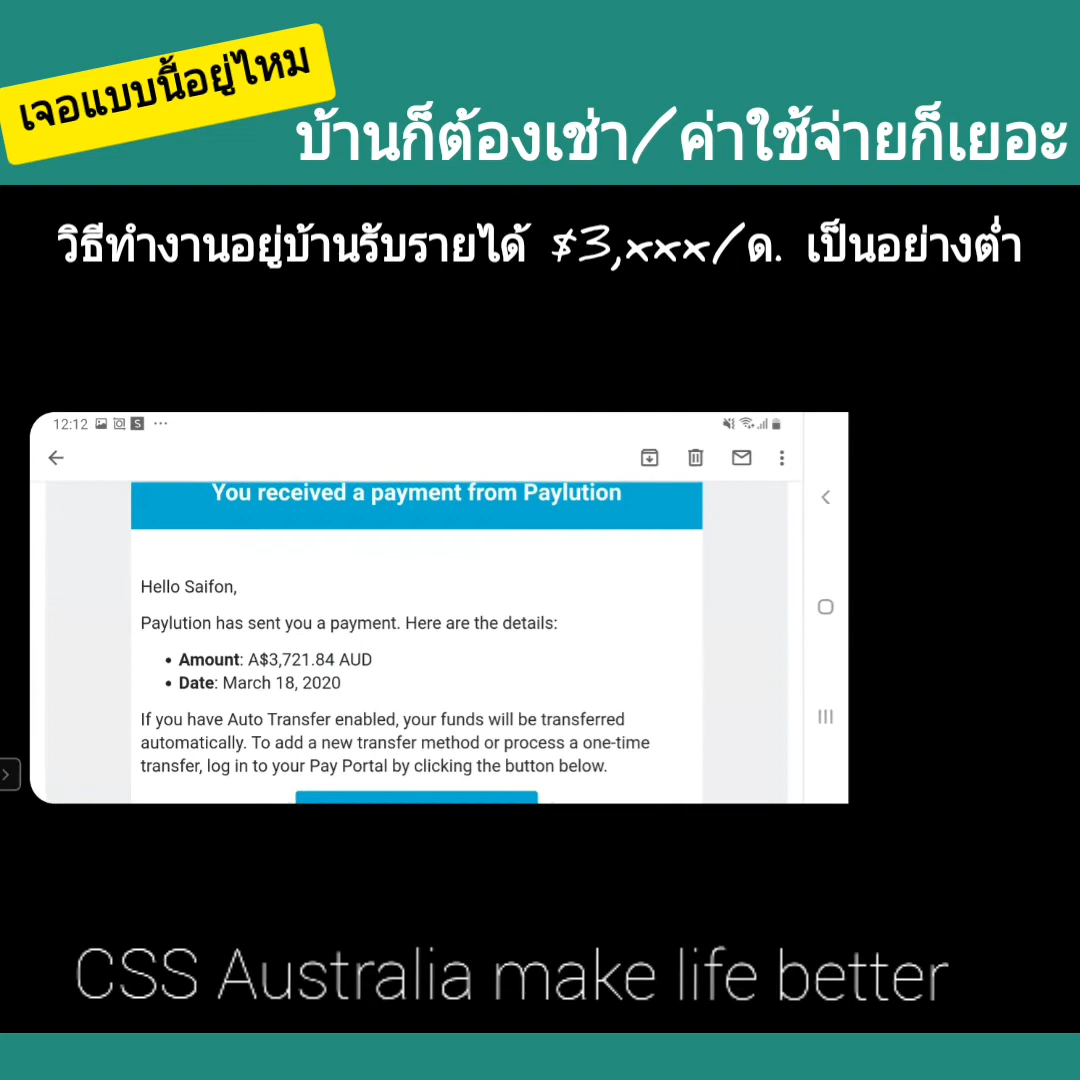 เจอแบบนี้อยู่ไหม
บ้านก็ต้องเช่า/ค่าใช้จ่ายก็เยอะ
วิธีทำงานอยู่บ้านรับรายได้ $3,xxx/ด. เป็นอย่างต่ำ
12:12
You received a payment from Paylution
Hello Saifon,
Paylution has sent you a payment. Here are the details:
• Amount: A$3,721.84 AUD
• Date: March 18, 2020
If you have Auto Transfer enabled, your funds will be transferred
automatically. To add a new transfer method or process a one-time
transfer, log in to your Pay Portal by clicking the button below.
CSS Australia make life better